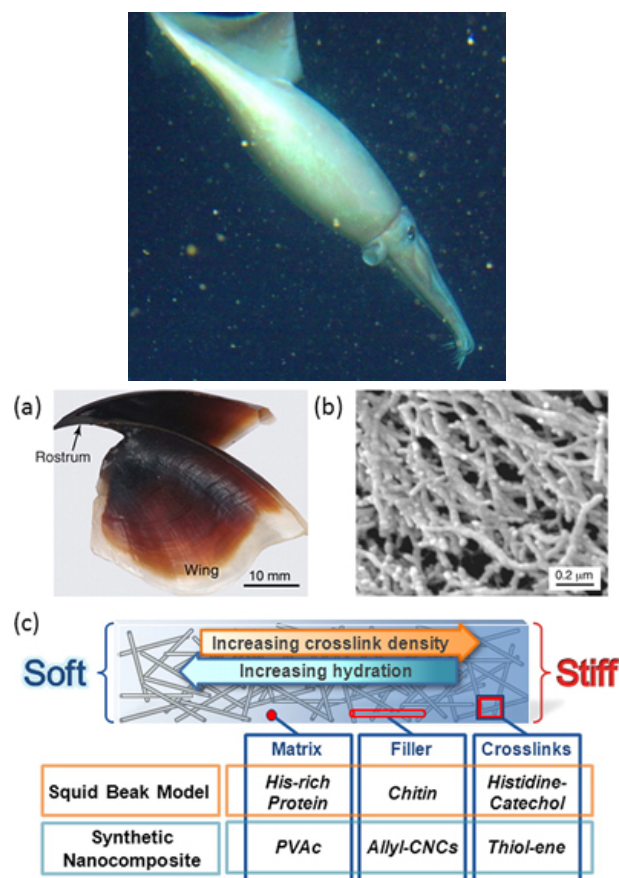 (a)
Rostrum
Wing
10 mm
(b)
0.2 μm
(c)
Soft
Increasing crosslink density
Increasing hydration
Stiff
Matrix
Filler
Crosslinks
Squid Beak Model
His-rich
Protein
Chitin
Histidine-
Catechol
Synthetic
Nanocomposite
PVAc
Allyl-CNCs
Thiol-ene